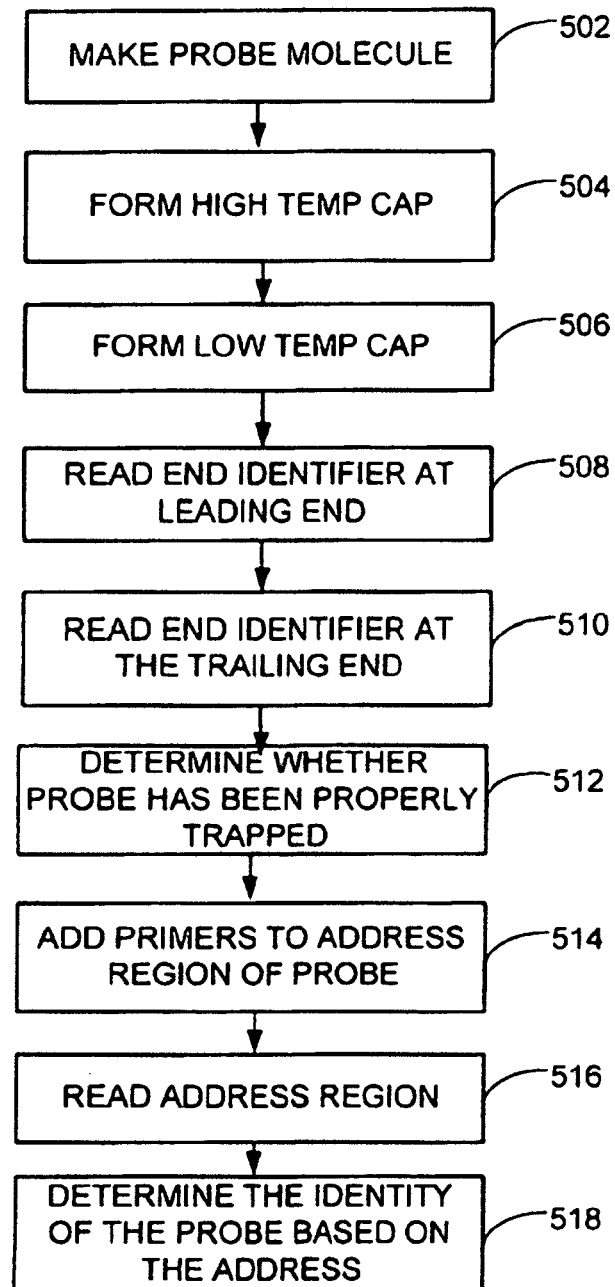 MAKE PROBE MOLECULE
502
FORM HIGH TEMP CAP
504
FORM LOW TEMP CAP
506
READ END IDENTIFIER AT
LEADING END
508
READ END IDENTIFIER AT
THE TRAILING END
510
DETERMINE WHETHER
PROBE HAS BEEN PROPERLY
TRAPPED
512
ADD PRIMERS TO ADDRESS
REGION OF PROBE
514
READ ADDRESS REGION
516
DETERMINE THE IDENTITY
OF THE PROBE BASED ON
THE ADDRESS
518